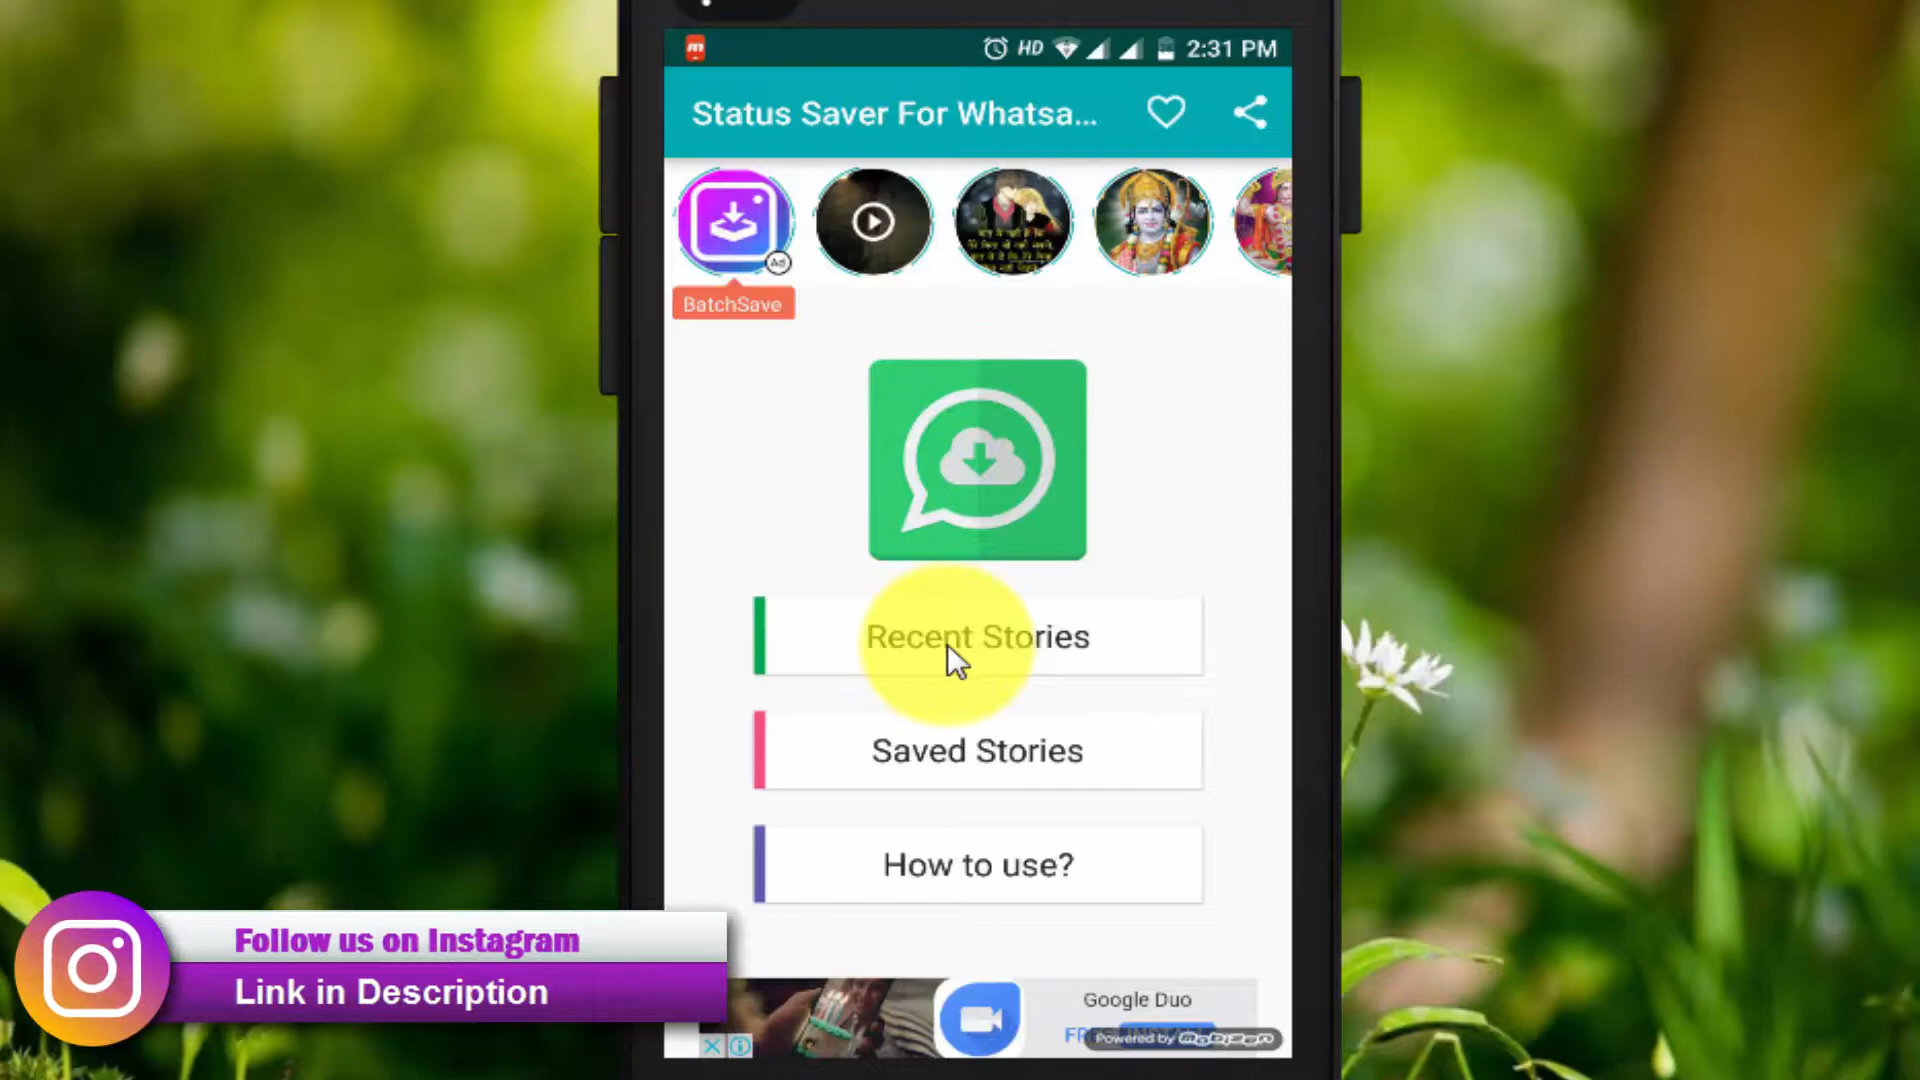 HD 2:31 PM
Status Saver For Whatsa...
Ad
BatchSave
Recent Stories
Saved Stories
How to use?
Follow us on Instagram
Link in Description
Google Duo
Powered by